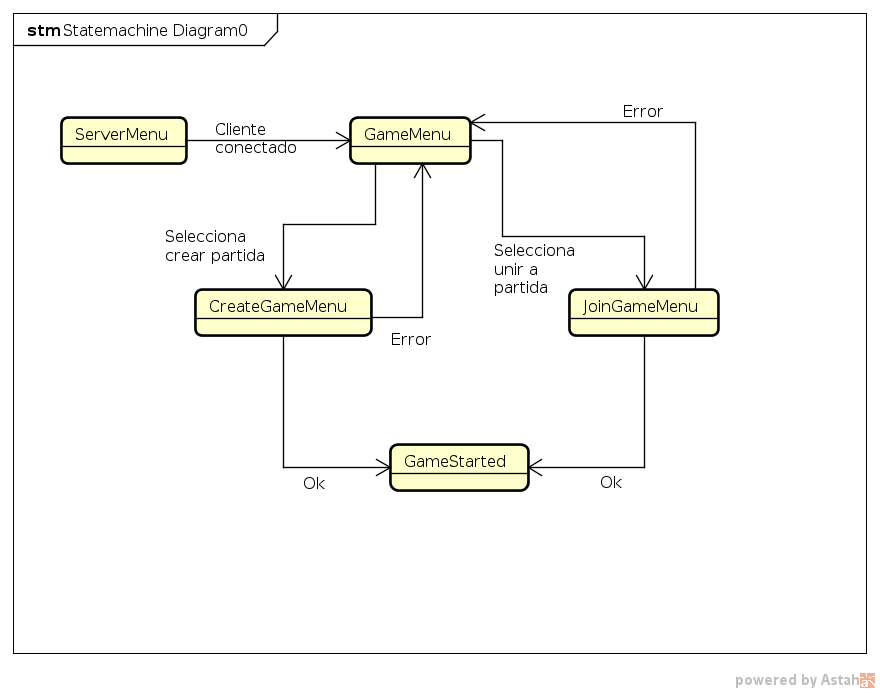 stm Statemachine Diagram0
Error
ServerMenu
Cliente
conectado
GameMenu
Selecciona
crear partida
Selecciona
unir a
partida
CreateGameMenu
JoinGameMenu
Error
GameStarted
Ok
Ok
powered by Astah